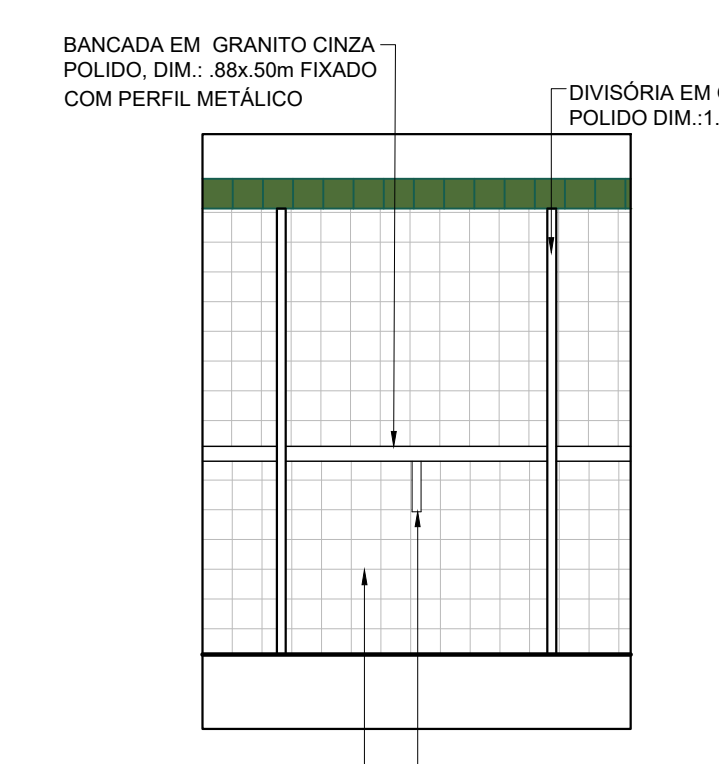 BANCADA EM GRANITO CINZA
POLIDO, DIM.: .88x.50m FIXADO
COM PERFIL METÁLICO
DIVISÓRIA EM
POLIDO DIM.:1.